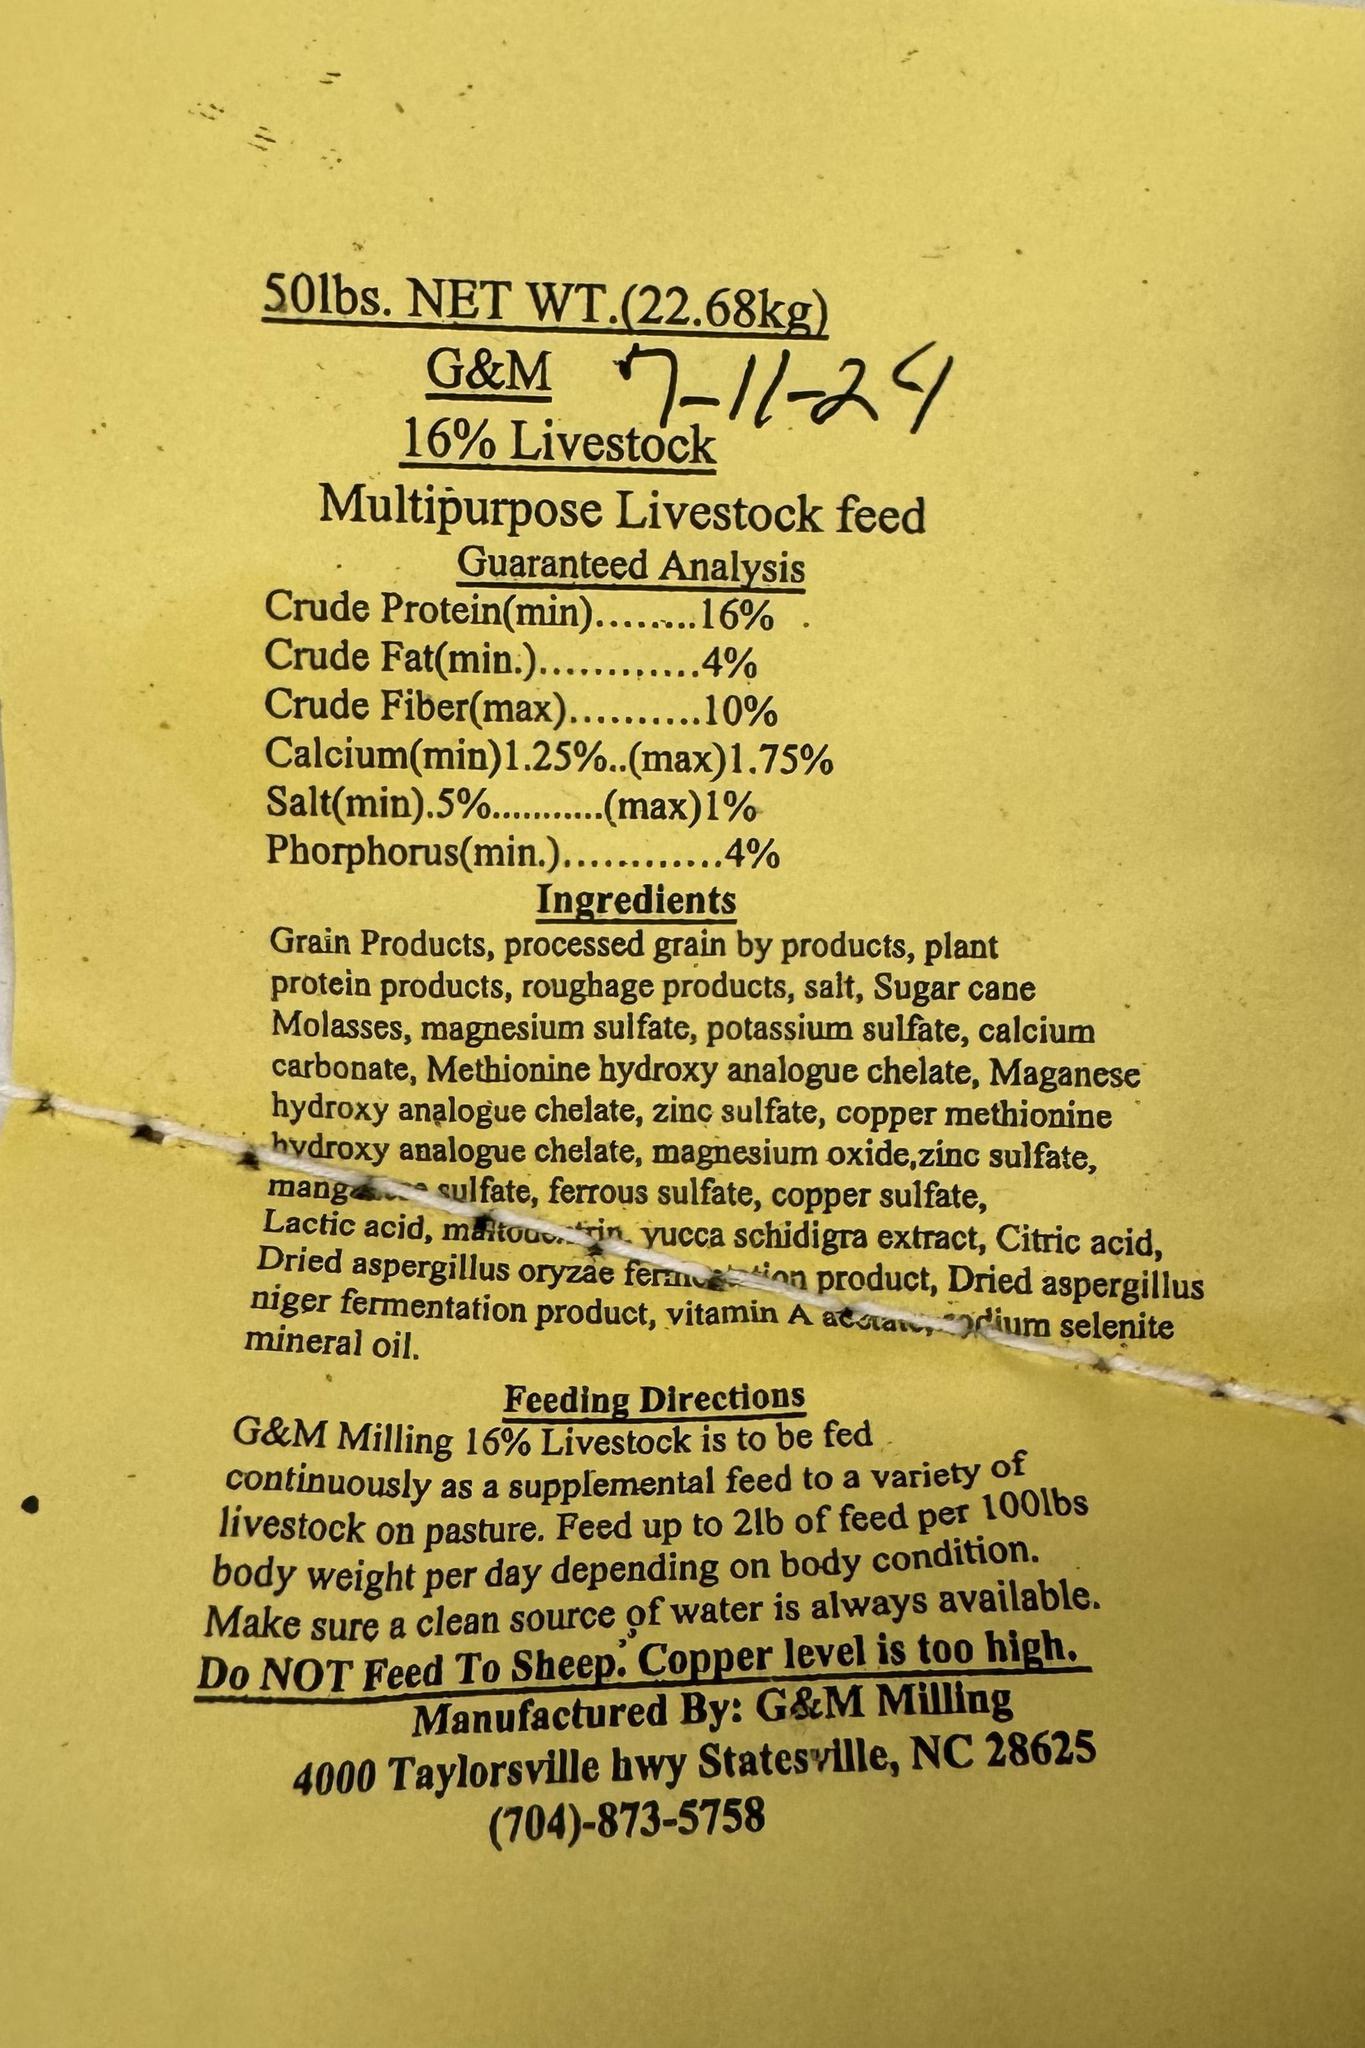 50lbs. NET WT.(22.68kg)
G&M 7-11-24
16% Livestock
Multipurpose Livestock feed
Guaranteed Analysis
Crude Protein(min).........16%
Crude Fat(min.)............4%
Crude Fiber(max)..........10%
Calcium(min)1.25%..(max)1.75%
Salt(min).5%...........(max)1%
Phorphorus(min.)............4%
Ingredients
Grain Products, processed grain by products, plant
protein products, roughage products, salt, Sugar cane
Molasses, magnesium sulfate, potassium sulfate, calcium
carbonate, Methionine hydroxy analogue chelate, Maganese
hydroxy analogue chelate, zinc sulfate, copper methionine
hydroxy analogue chelate, magnesium oxide,zinc sulfate,
manganese sulfate, ferrous sulfate, copper sulfate,
Lactic acid, maltodextrin, yucca schidigra extract, Citric acid,
Dried aspergillus oryzae fermentation product, Dried aspergillus
niger fermentation product, vitamin A acetate, sodium selenite
mineral oil.
Feeding Directions
G&M Milling 16% Livestock is to be fed
continuously as a supplemental feed to a variety of
livestock on pasture. Feed up to 2lb of feed per 100lbs
body weight per day depending on body condition.
Make sure a clean source of water is always available.
Do NOT Feed To Sheep. Copper level is too high.
Manufactured By: G&M Milling
4000 Taylorsville hwy Statesville, NC 28625
(704)-873-5758